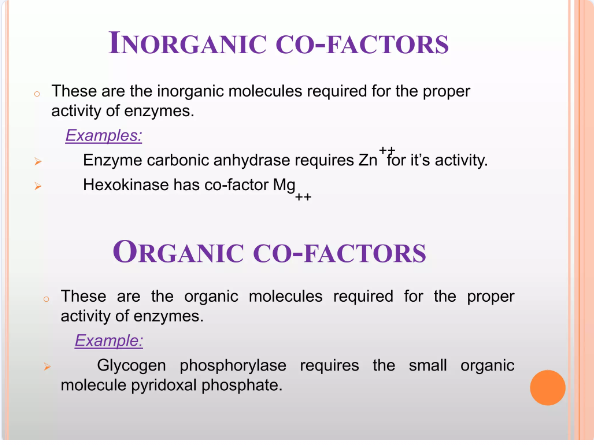 INORGANIC CO-FACTORS
These are the inorganic molecules required for the proper
activity of enzymes.
Examples:
Enzyme carbonic anhydrase requires Zn++ for it’s activity.
Hexokinase has co-factor Mg++
ORGANIC CO-FACTORS
These are the organic molecules required for the proper
activity of enzymes.
Example:
Glycogen phosphorylase requires the small organic
molecule pyridoxal phosphate.